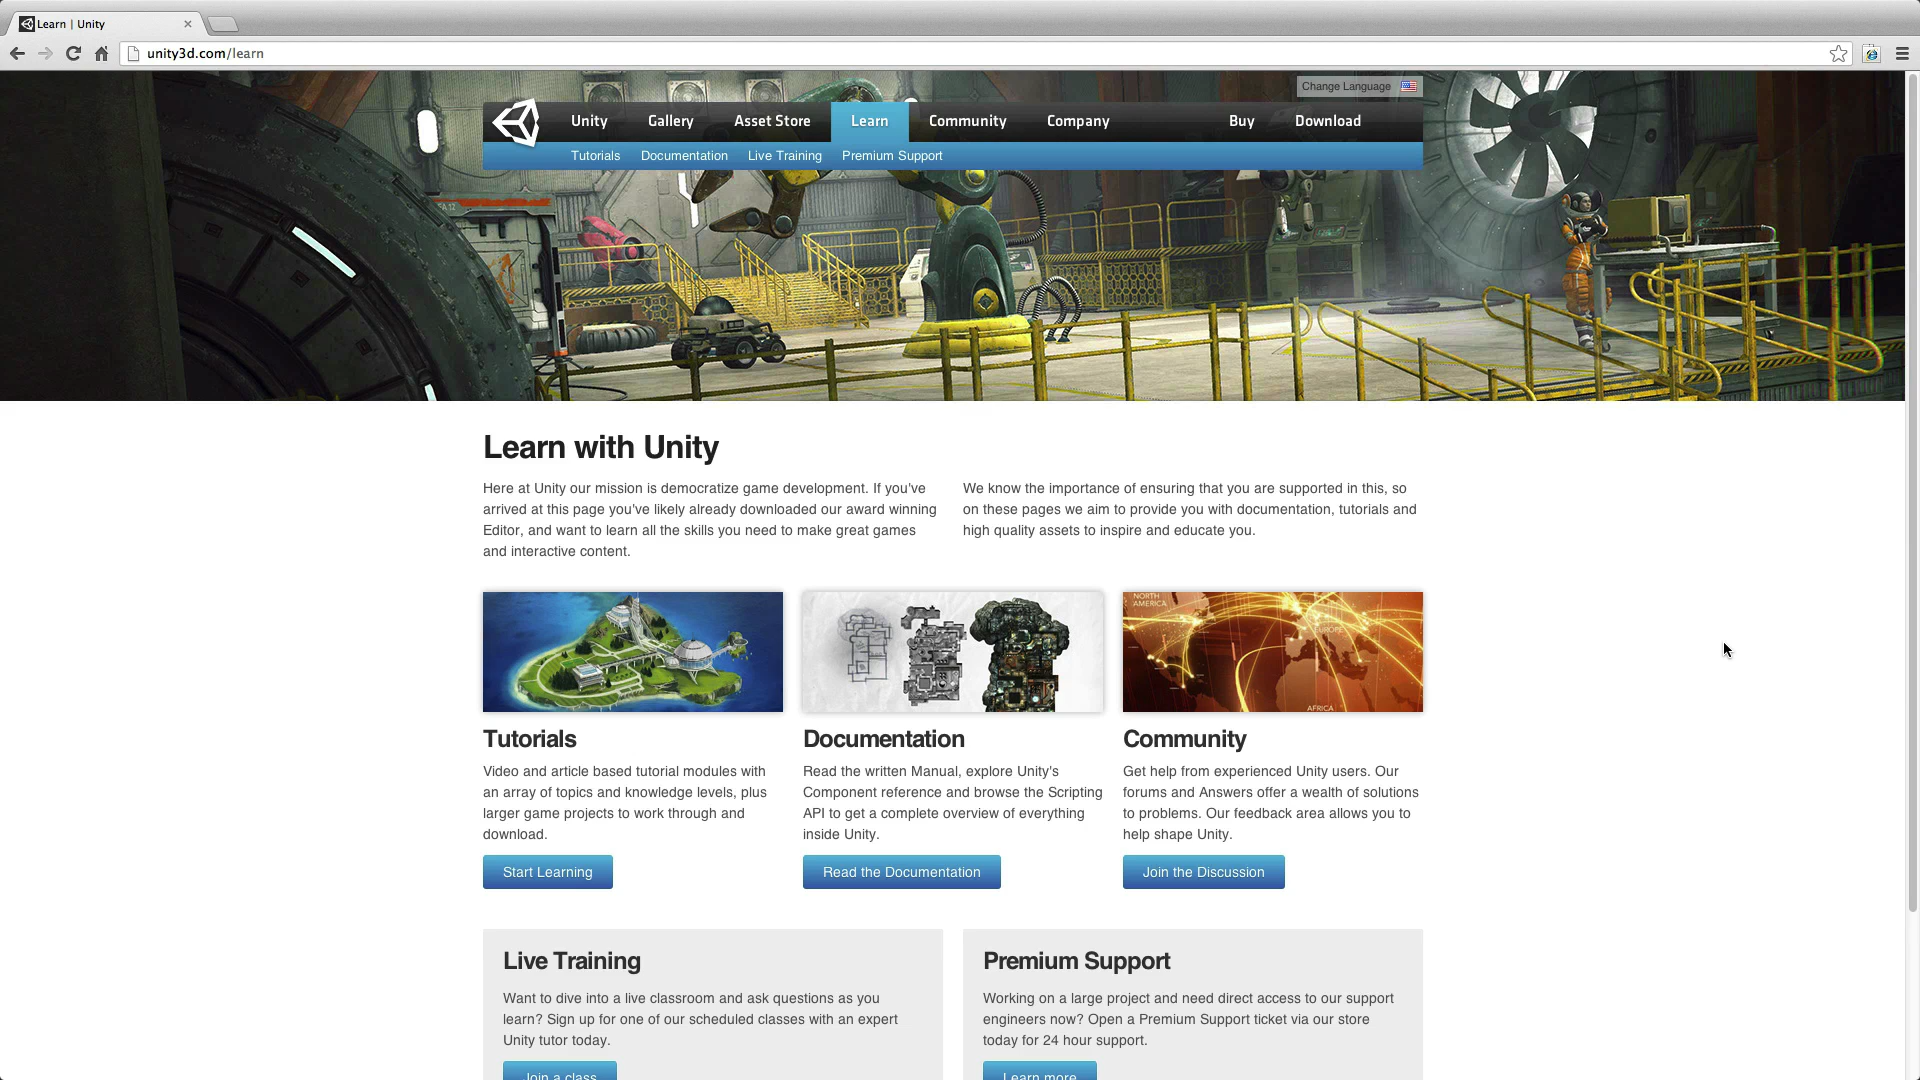 Learn | Unity
unity3d.com/learn
Change Language
Unity Gallery Asset Store Learn Community Company Buy Download
Tutorials Documentation Live Training Premium Support
Learn with Unity
Here at Unity our mission is democratize game development. If you've
arrived at this page you've likely already downloaded our award winning
Editor, and want to learn all the skills you need to make great games
and interactive content.
We know the importance of ensuring that you are supported in this, so
on these pages we aim to provide you with documentation, tutorials and
high quality assets to inspire and educate you.
NORTH
AMERICA
EUROPE
AFRICA
Tutorials
Video and article based tutorial modules with
an array of topics and knowledge levels, plus
larger game projects to work through and
download.
Start Learning
Documentation
Read the written Manual, explore Unity's
Component reference and browse the Scripting
API to get a complete overview of everything
inside Unity.
Read the Documentation
Community
Get help from experienced Unity users. Our
forums and Answers offer a wealth of solutions
to problems. Our feedback area allows you to
help shape Unity.
Join the Discussion
Live Training
Want to dive into a live classroom and ask questions as you
learn? Sign up for one of our scheduled classes with an expert
Unity tutor today.
Join a class
Premium Support
Working on a large project and need direct access to our support
engineers now? Open a Premium Support ticket via our store
today for 24 hour support.
Learn more